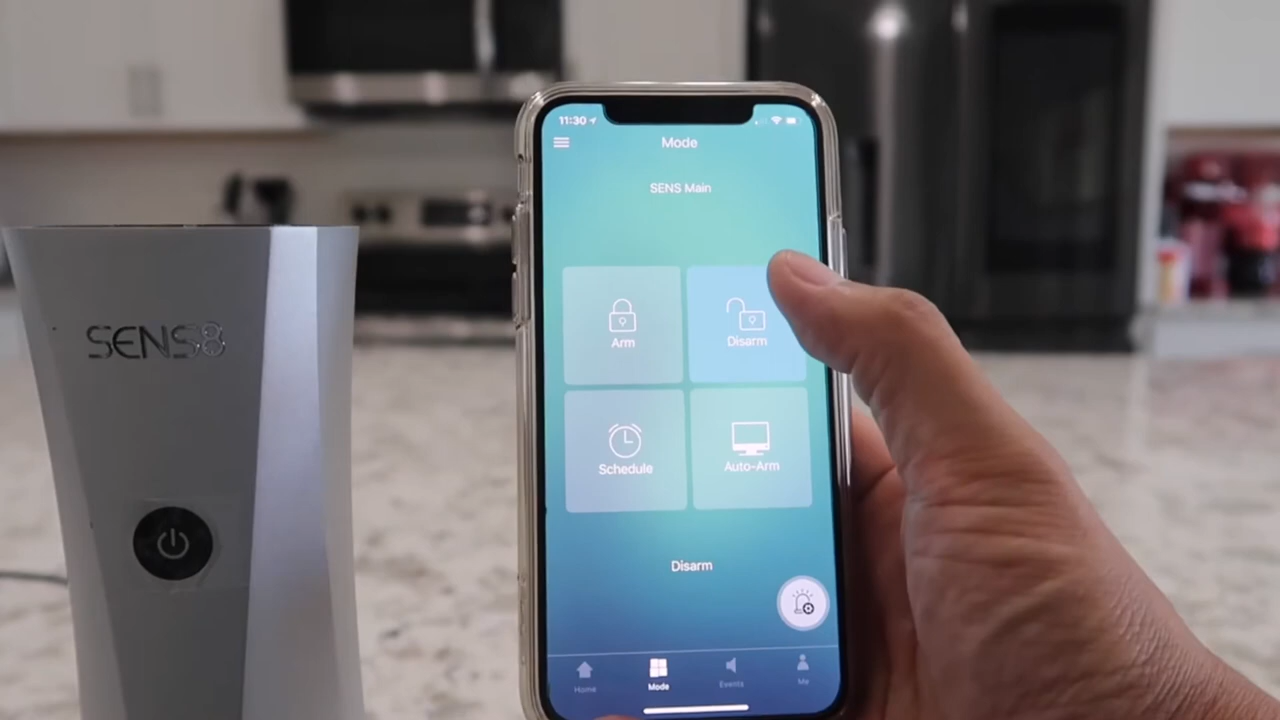 11:30
Mode
SENS Main
SENS8
Arm
Disarm
Schedule
Auto-Arm
Disarm
Home
Mode
Events
Me